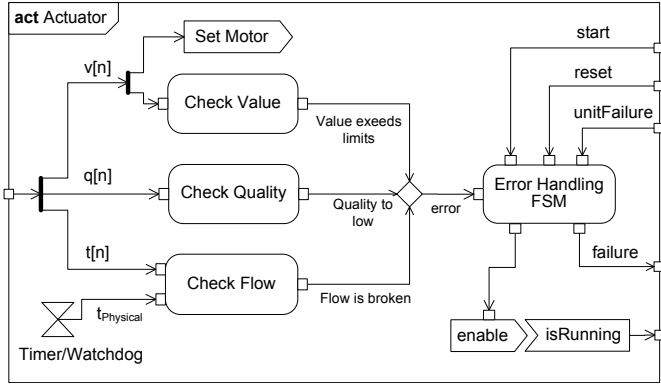 act Actuator
Set Motor
start
v[n]
reset
Check Value
Value exeeds
limits
unitFailure
q[n]
Check Quality
Quality to
low
error
Error Handling
FSM
t[n]
Check Flow
Flow is broken
failure
tPhysical
Timer/Watchdog
enable
isRunning